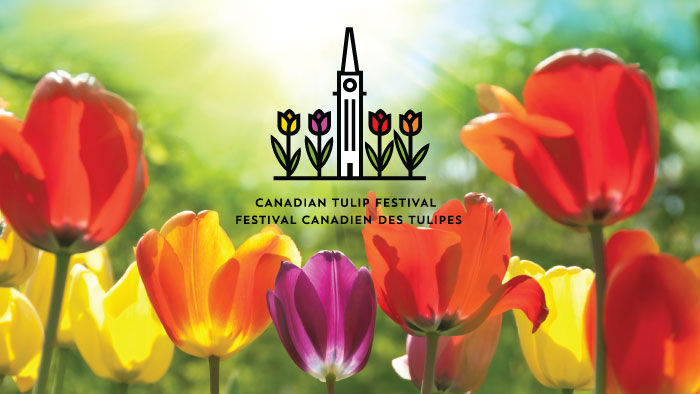 CANADIAN TULIP FESTIVAL
FESTIVAL CANADIEN DES TULIPES